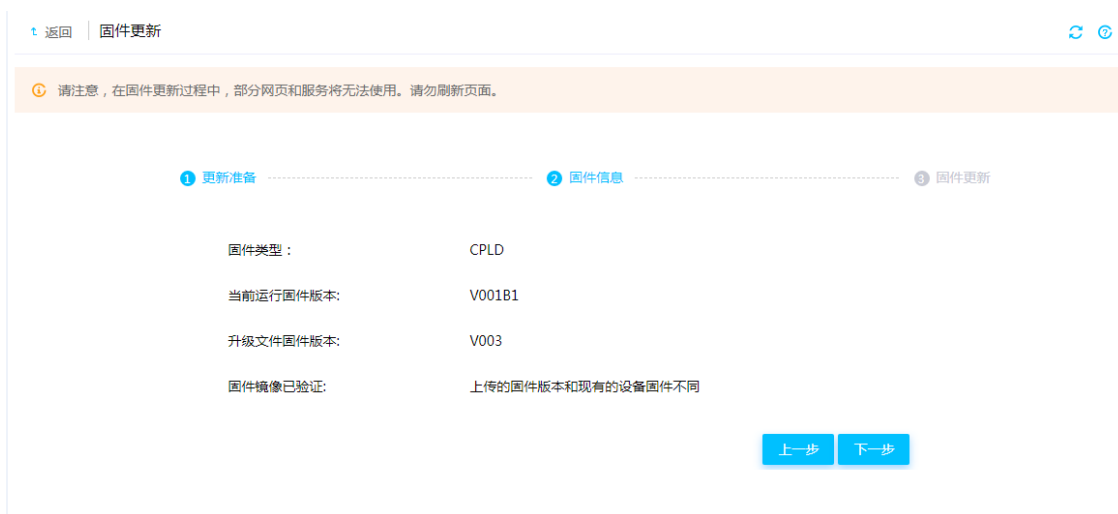 返回 固件更新
请注意，在固件更新过程中，部分网页和服务将无法使用。请勿刷新页面。
1 更新准备 2 固件信息 3 固件更新
固件类型： CPLD
当前运行固件版本: V001B1
升级文件固件版本: V003
固件镜像已验证: 上传的固件版本和现有的设备固件不同
上一步 下一步